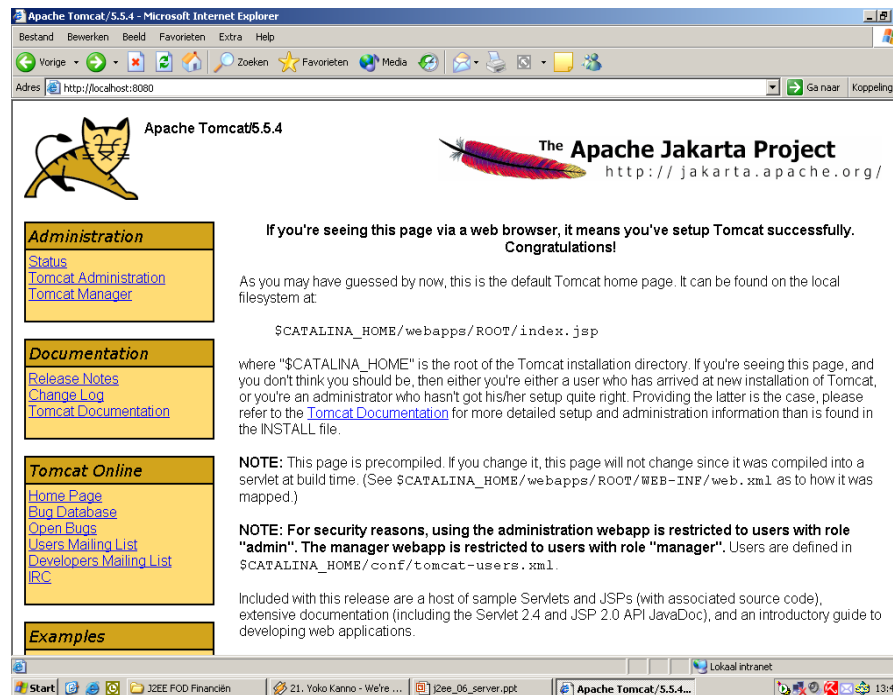 Apache Tomcat/5.5.4 - Microsoft Internet Explorer
Bestand Bewerken Beeld Favorieten Extra Help
Vorige Zoeken Favorieten Media
Adres http://localhost:8080 Ga naar Koppeling
Apache Tomcat/5.5.4
The Apache Jakarta Project
http://jakarta.apache.org/
Administration
Status
Tomcat Administration
Tomcat Manager
Documentation
Release Notes
Change Log
Tomcat Documentation
Tomcat Online
Home Page
Bug Database
Open Bugs
Users Mailing List
Developers Mailing List
IRC
Examples
If you're seeing this page via a web browser, it means you've setup Tomcat successfully.
Congratulations!
As you may have guessed by now, this is the default Tomcat home page. It can be found on the local
filesystem at:
$CATALINA_HOME/webapps/ROOT/index.jsp
where "$CATALINA_HOME" is the root of the Tomcat installation directory. If you're seeing this page, and
you don't think you should be, then either you're either a user who has arrived at new installation of Tomcat,
or you're an administrator who hasn't got his/her setup quite right. Providing the latter is the case, please
refer to the Tomcat Documentation for more detailed setup and administration information than is found in
the INSTALL file.
NOTE: This page is precompiled. If you change it, this page will not change since it was compiled into a
servlet at build time. (See $CATALINA_HOME/webapps/ROOT/WEB-INF/web.xml as to how it was
mapped.)
NOTE: For security reasons, using the administration webapp is restricted to users with role
"admin". The manager webapp is restricted to users with role "manager". Users are defined in
$CATALINA_HOME/conf/tomcat-users.xml.
Included with this release are a host of sample Servlets and JSPs (with associated source code),
extensive documentation (including the Servlet 2.4 and JSP 2.0 API JavaDoc), and an introductory guide to
developing web applications.
Lokaal intranet
Start J2EE FOD Financiën 21. Yoko Kanno - We're ... j2ee_06_server.ppt Apache Tomcat/5.5.4...